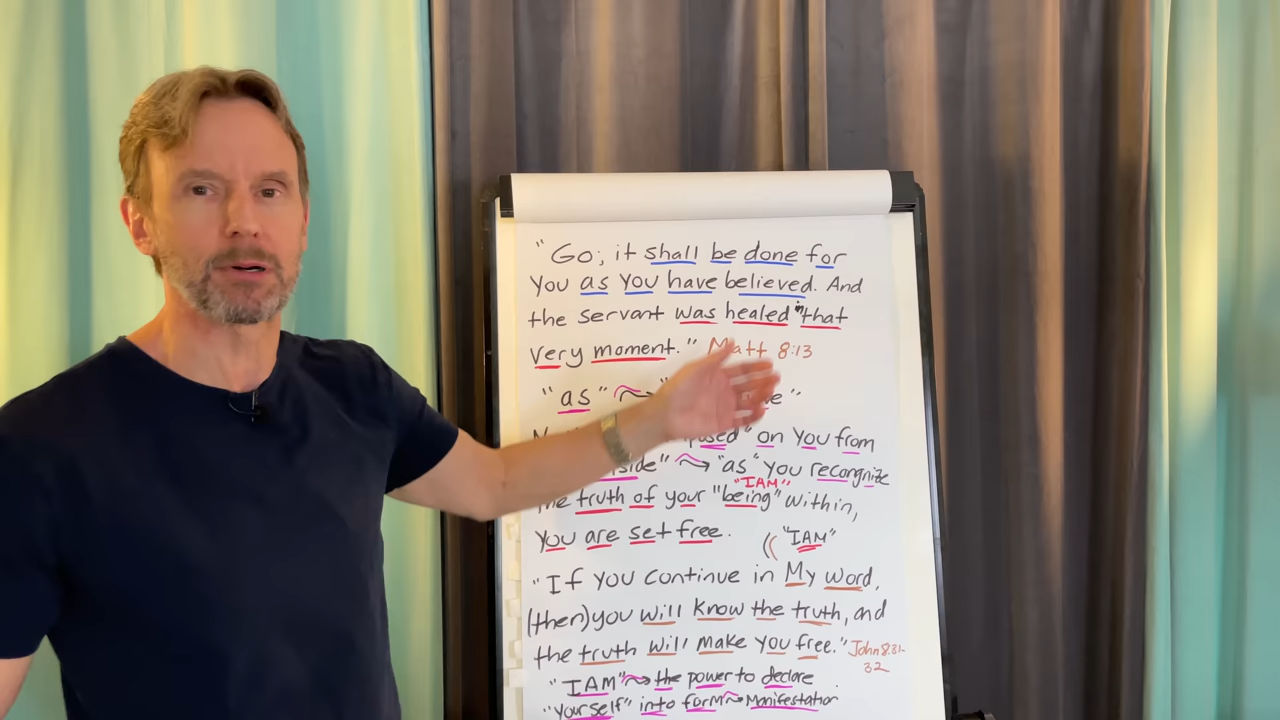 "Go; it shall be done for
you as you have believed. And
the servant was healed "that
very moment." Matt 8:13
"as" "
e"
on you from
"as" you recongnize
"IAM"
the truth of your "being" within,
you are set free.
"IAM"
"If you continue in My word,
(then) you will know the truth, and
the truth will make you free." John 8:31-
32
"IAM" the power to declare
"yourself" into form Manifestation